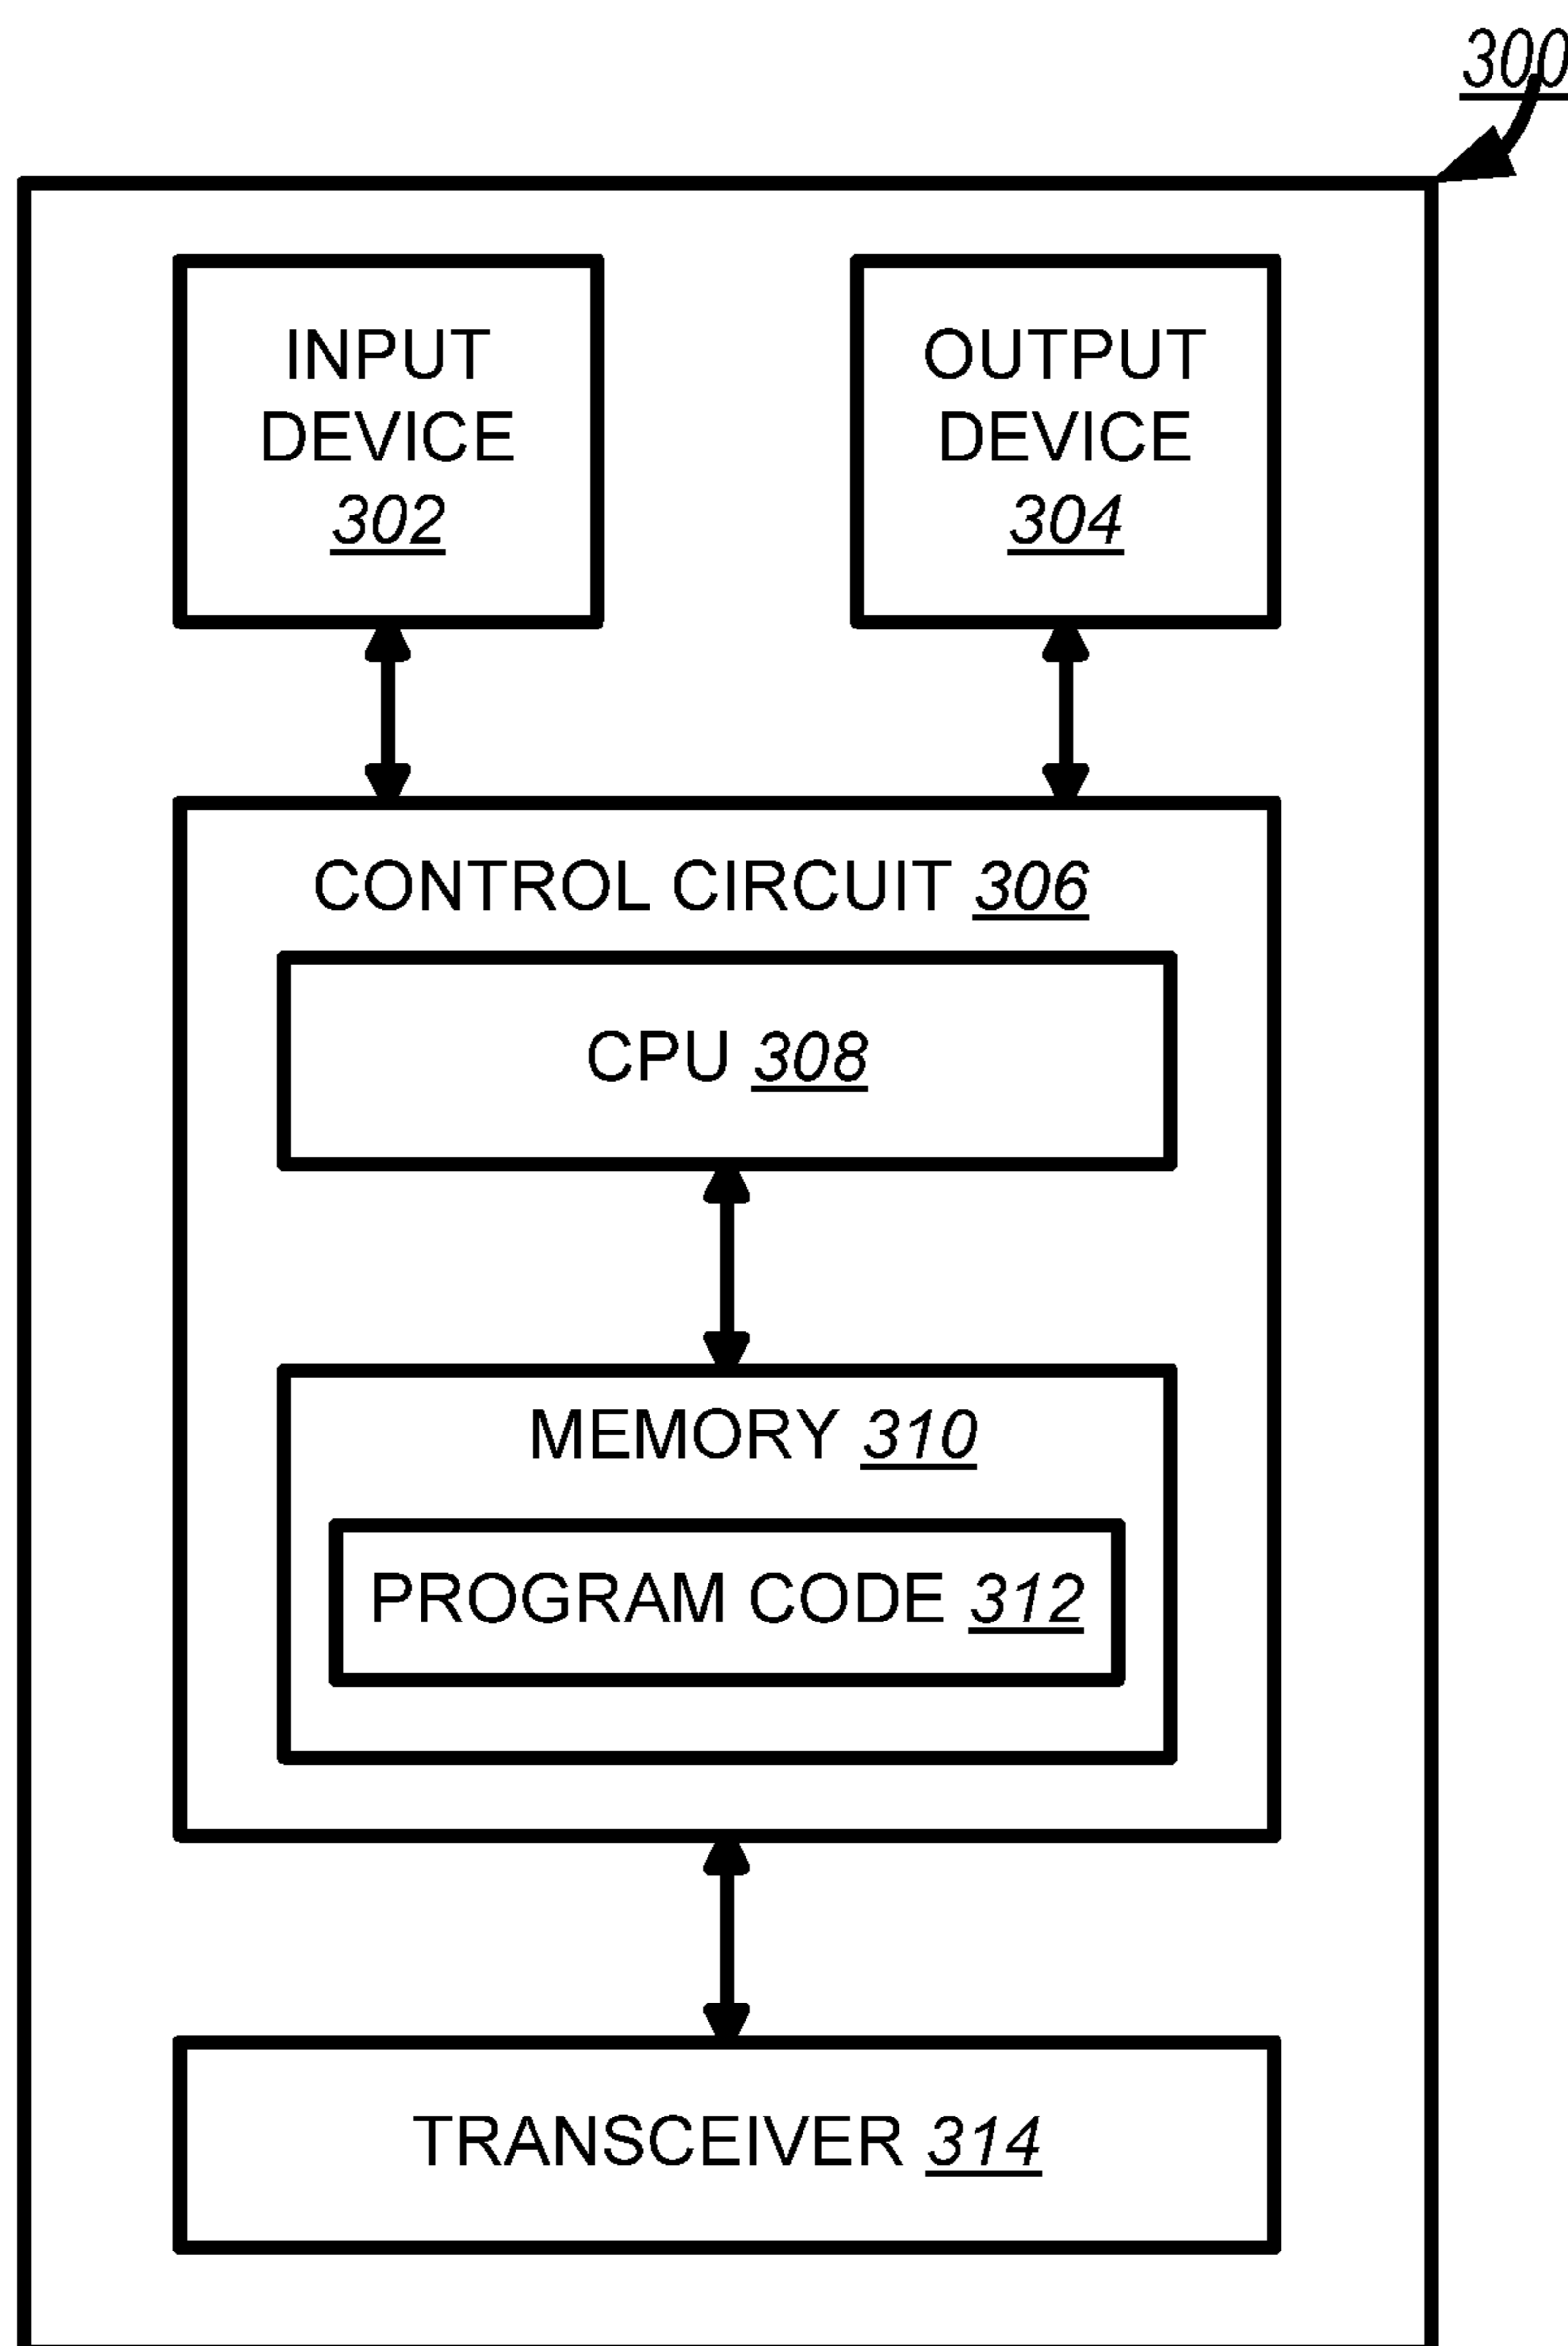 300
INPUT
DEVICE
302
OUTPUT
DEVICE
304
CONTROL CIRCUIT 306
CPU 308
MEMORY 310
PROGRAM CODE 312
TRANSCEIVER 314